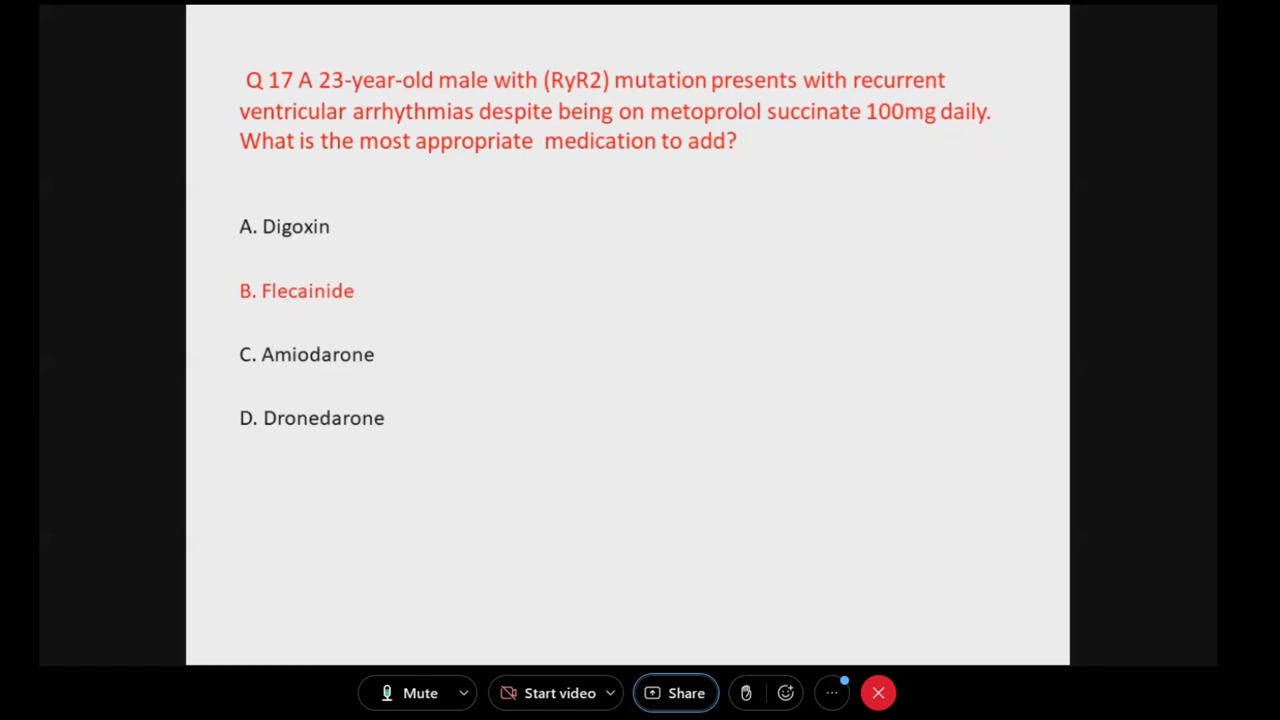 Q 17 A 23-year-old male with (RyR2) mutation presents with recurrent
ventricular arrhythmias despite being on metoprolol succinate 100mg daily.
What is the most appropriate medication to add?
A. Digoxin
B. Flecainide
C. Amiodarone
D. Dronedarone
Mute
Start video
Share